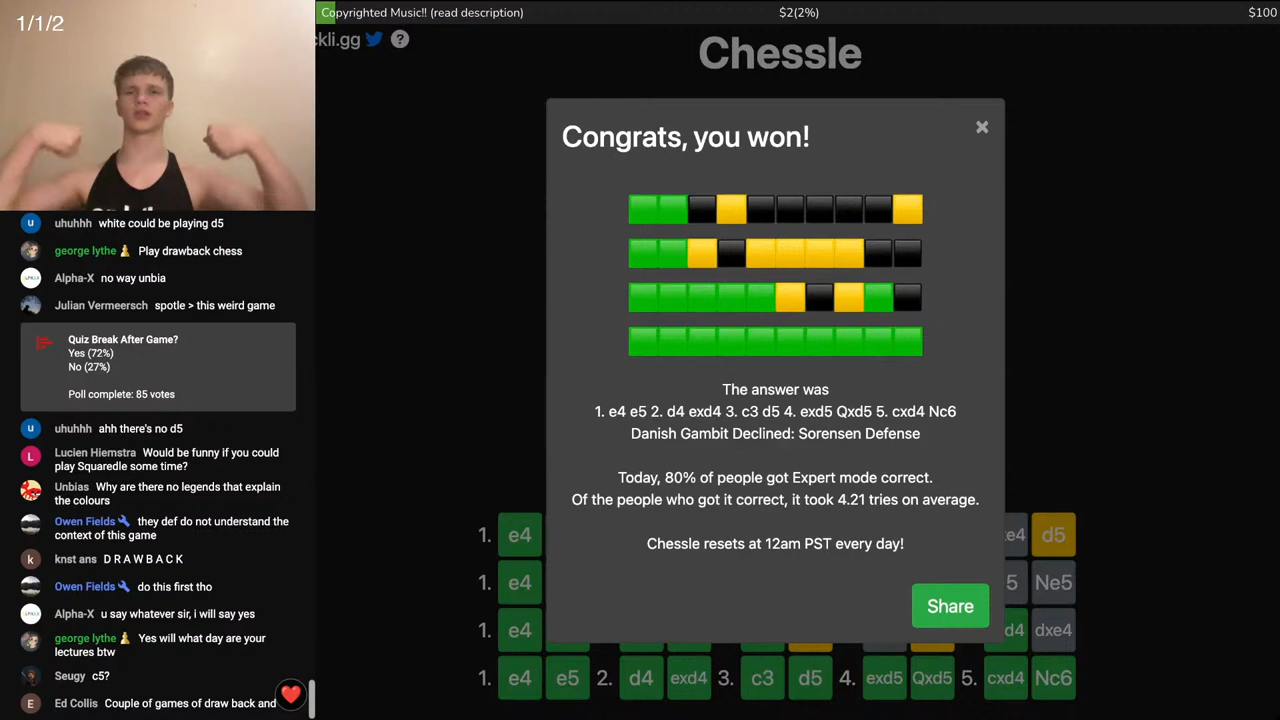 1/1/2
Copyrighted Music!! (read description)
$2(2%)
$100
ckli.gg
Chessle
uhuhhh white could be playing d5
george lythe Play drawback chess
Alpha-X no way unbia
Julian Vermeersch spotle > this weird game
Quiz Break After Game?
Yes (72%)
No (27%)
Poll complete: 85 votes
uhuhhh ahh there's no d5
Lucien Hiemstra Would be funny if you could
play Squaredle some time?
Unbias Why are there no legends that explain
the colours
Owen Fields they def do not understand the
context of this game
knst ans D R A W B A C K
Owen Fields do this first tho
Alpha-X u say whatever sir, i will say yes
george lythe Yes will what day are your
lectures btw
Seugy c5?
Ed Collis Couple of games of draw back and
Congrats, you won!
×
The answer was
1. e4 e5 2. d4 exd4 3. c3 d5 4. exd5 Qxd5 5. cxd4 Nc6
Danish Gambit Declined: Sorensen Defense
Today, 80% of people got Expert mode correct.
Of the people who got it correct, it took 4.21 tries on average.
Chessle resets at 12am PST every day!
Share
1. e4 d5
1. e4 Ne5
1. e4 dxe4
1. e4 e5 2. d4 exd4 3. c3 d5 4. exd5 Qxd5 5. cxd4 Nc6